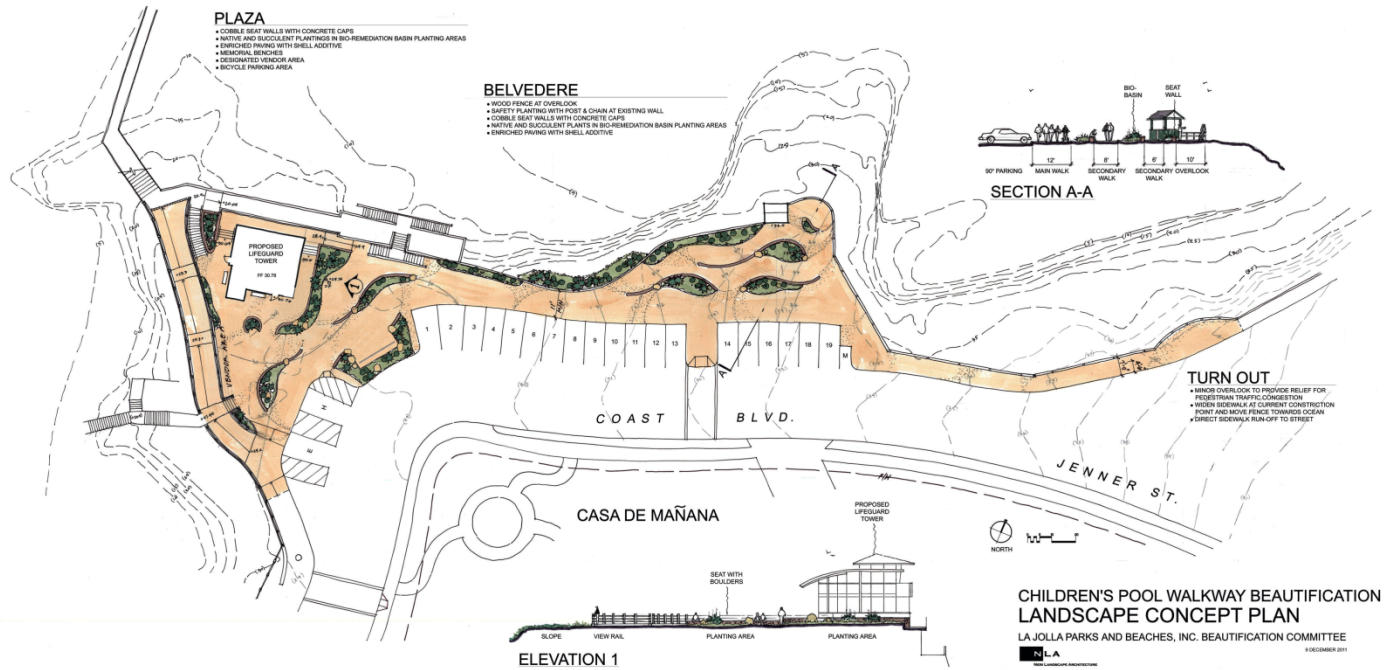 PLAZA
• COBBLE SEAT WALLS WITH CONCRETE CAPS
• NATIVE AND SUCCULENT PLANTINGS IN BIO-REMEDIATION BASIN PLANTING AREAS
• ENRICHED PAVING WITH SHELL ADDITIVE
• MEMORIAL BENCHES
• DESIGNATED VENDOR AREA
• BICYCLE PARKING AREA
BELVEDERE
• WOOD FENCE AT OVERLOOK
• SAFETY PLANTING WITH POST & CHAIN AT EXISTING WALL
• COBBLE SEAT WALLS WITH CONCRETE CAPS
• NATIVE AND SUCCULENT PLANTS IN BIO-REMEDIATION BASIN PLANTING AREAS
• ENRICHED PAVING WITH SHELL ADDITIVE
BIO-
BASIN
SEAT
WALL
90° PARKING
12'
MAIN WALK
8'
SECONDARY
WALK
6'
SECONDARY
WALK
10'
OVERLOOK
SECTION A-A
A
PROPOSED
LIFEGUARD
TOWER
FF 30.78
1
VENDING AREA
1 2 3 4 5 6 7 8 9 10 11 12 13
14 15 16 17 18 19 M
A
H
E
COAST BLVD.
JENNER ST.
TURN OUT
• MINOR OVERLOOK TO PROVIDE RELIEF FOR
PEDESTRIAN TRAFFIC CONGESTION
• WIDEN SIDEWALK AT CURRENT CONSTRICTION
POINT AND MOVE FENCE TOWARDS OCEAN
• DIRECT SIDEWALK RUN-OFF TO STREET
CASA DE MAÑANA
NORTH
PROPOSED
LIFEGUARD
TOWER
SEAT WITH
BOULDERS
SLOPE
VIEW RAIL
PLANTING AREA
PLANTING AREA
ELEVATION 1
CHILDREN'S POOL WALKWAY BEAUTIFICATION
LANDSCAPE CONCEPT PLAN
LA JOLLA PARKS AND BEACHES, INC. BEAUTIFICATION COMMITTEE
NLA
NERI LANDSCAPE ARCHITECTURE
9 DECEMBER 2011